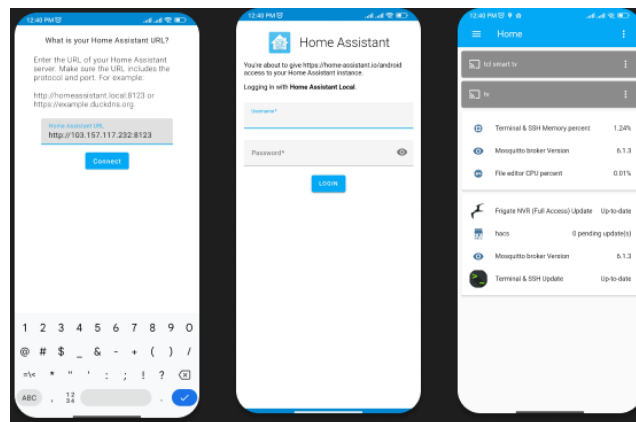 12:40 PM
What is your Home Assistant URL?
Enter the URL of your Home Assistant
server. Make sure the URL includes the
protocol and port. For example:
http://homeassistant.local:8123 or
https://example.duckdns.org.
Home Assistant URL
http://103.157.117.232:8123
Connect
1 2 3 4 5 6 7 8 9 0
@ # $ _ & - + ( ) /
=\< * " ' : ; ! ?
ABC , 12 34 .
12:40 PM
Home Assistant
You're about to give https://home-assistant.io/android
access to your Home Assistant instance.
Logging in with Home Assistant Local.
Username*
Password*
LOGIN
12:40 PM
Home
tcl smart tv
tv
Terminal & SSH Memory percent 1.24%
Mosquitto broker Version 6.1.3
File editor CPU percent 0.01%
Frigate NVR (Full Access) Update Up-to-date
hacs 0 pending update(s)
Mosquitto broker Version 6.1.3
Terminal & SSH Update Up-to-date